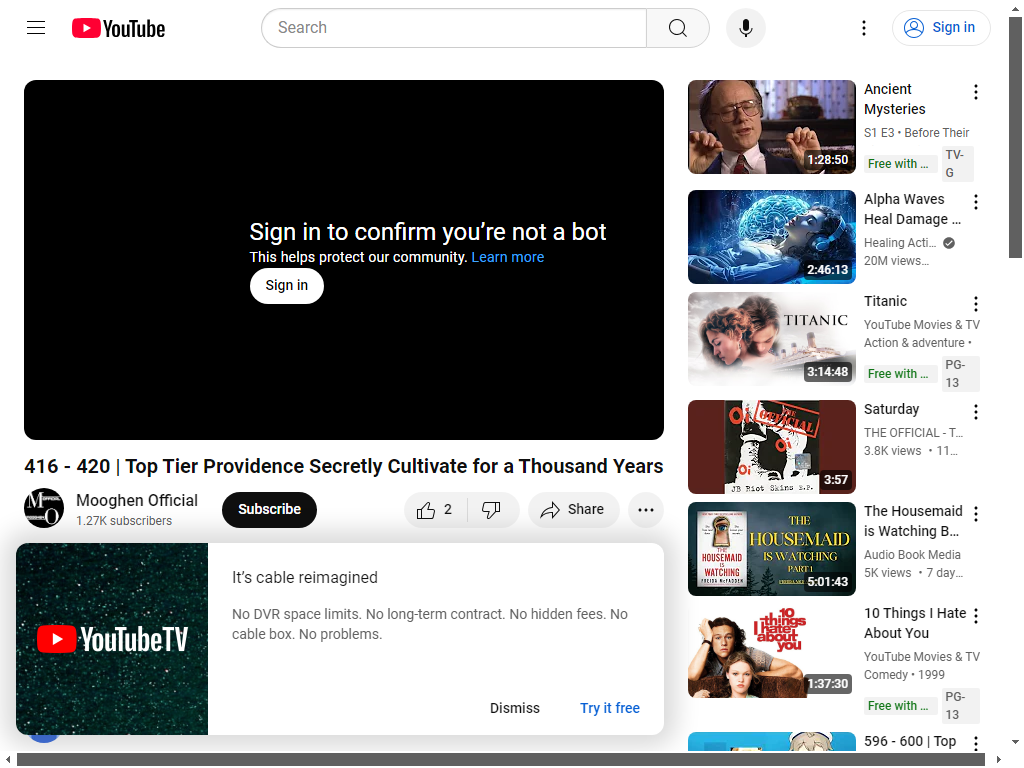 YouTube
Search
Sign in
Sign in to confirm you’re not a bot
This helps protect our community. Learn more
Sign in
416 - 420 | Top Tier Providence Secretly Cultivate for a Thousand Years
Mooghen Official
1.27K subscribers
Subscribe
2
Share
YouTubeTV
It’s cable reimagined
No DVR space limits. No long-term contract. No hidden fees. No
cable box. No problems.
Dismiss
Try it free
1:28:50
Ancient
Mysteries
S1 E3 • Before Their
Free with ...
TV-
G
2:46:13
Alpha Waves
Heal Damage ...
Healing Acti...
20M views...
TITANIC
3:14:48
Titanic
YouTube Movies & TV
Action & adventure •
Free with ...
PG-
13
Oi
THE
OFFICIAL
Oi
Oi
JB Riot Skins E.P.
3:57
Saturday
THE OFFICIAL - T...
3.8K views • 11...
THE
HOUSEMAID
IS WATCHING
THE
HOUSEMAID
IS WATCHING
PART 1
FREIDA McFADDEN
5:01:43
The Housemaid
is Watching B...
Audio Book Media
5K views • 7 day...
10 things
i hate
about you
1:37:30
10 Things I Hate
About You
YouTube Movies & TV
Comedy • 1999
Free with ...
PG-
13
596 - 600 | Top